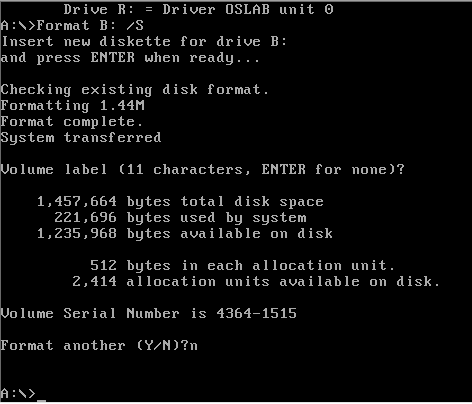 Drive R: = Driver OSLAB unit 0
A:\>Format B: /S
Insert new diskette for drive B:
and press ENTER when ready...
Checking existing disk format.
Formatting 1.44M
Format complete.
System transferred
Volume label (11 characters, ENTER for none)?
1,457,664 bytes total disk space
221,696 bytes used by system
1,235,968 bytes available on disk
512 bytes in each allocation unit.
2,414 allocation units available on disk.
Volume Serial Number is 4364-1515
Format another (Y/N)?n
A:\>_